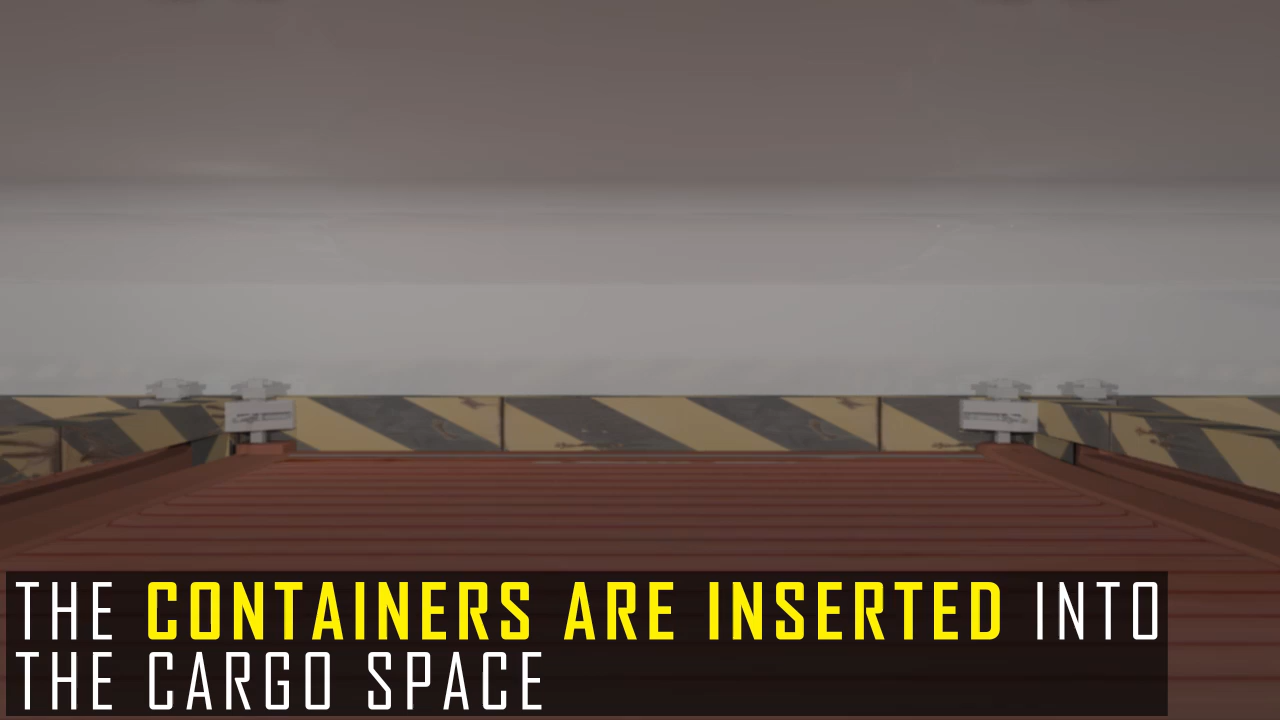 THE CONTAINERS ARE INSERTED INTO
THE CARGO SPACE